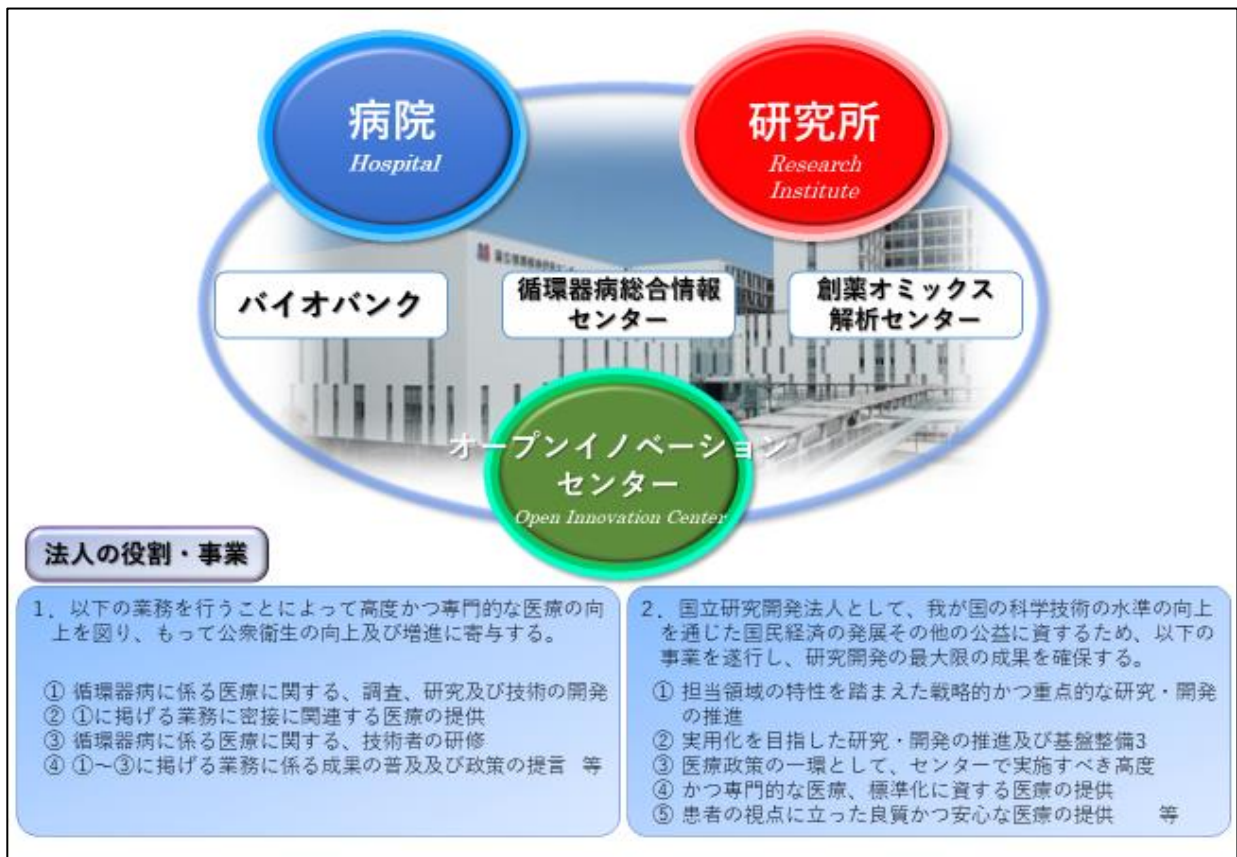 病院
Hospital
研究所
Research
Institute
バイオバンク
循環器病総合情報
センター
創薬オミックス
解析センター
オープンイノベーション
センター
Open Innovation Center
法人の役割・事業
1．以下の業務を行うことによって高度かつ専門的な医療の向
上を図り、もって公衆衛生の向上及び増進に寄与する。
① 循環器病に係る医療に関する、調査、研究及び技術の開発
② ①に掲げる業務に密接に関連する医療の提供
③ 循環器病に係る医療に関する、技術者の研修
④ ①～③に掲げる業務に係る成果の普及及び政策の提言 等
2．国立研究開発法人として、我が国の科学技術の水準の向上
を通じた国民経済の発展その他の公益に資するため、以下の
事業を遂行し、研究開発の最大限の成果を確保する。
① 担当領域の特性を踏まえた戦略的かつ重点的な研究・開発
の推進
② 実用化を目指した研究・開発の推進及び基盤整備3
③ 医療政策の一環として、センターで実施すべき高度
④ かつ専門的な医療、標準化に資する医療の提供
⑤ 患者の視点に立った良質かつ安心な医療の提供 等